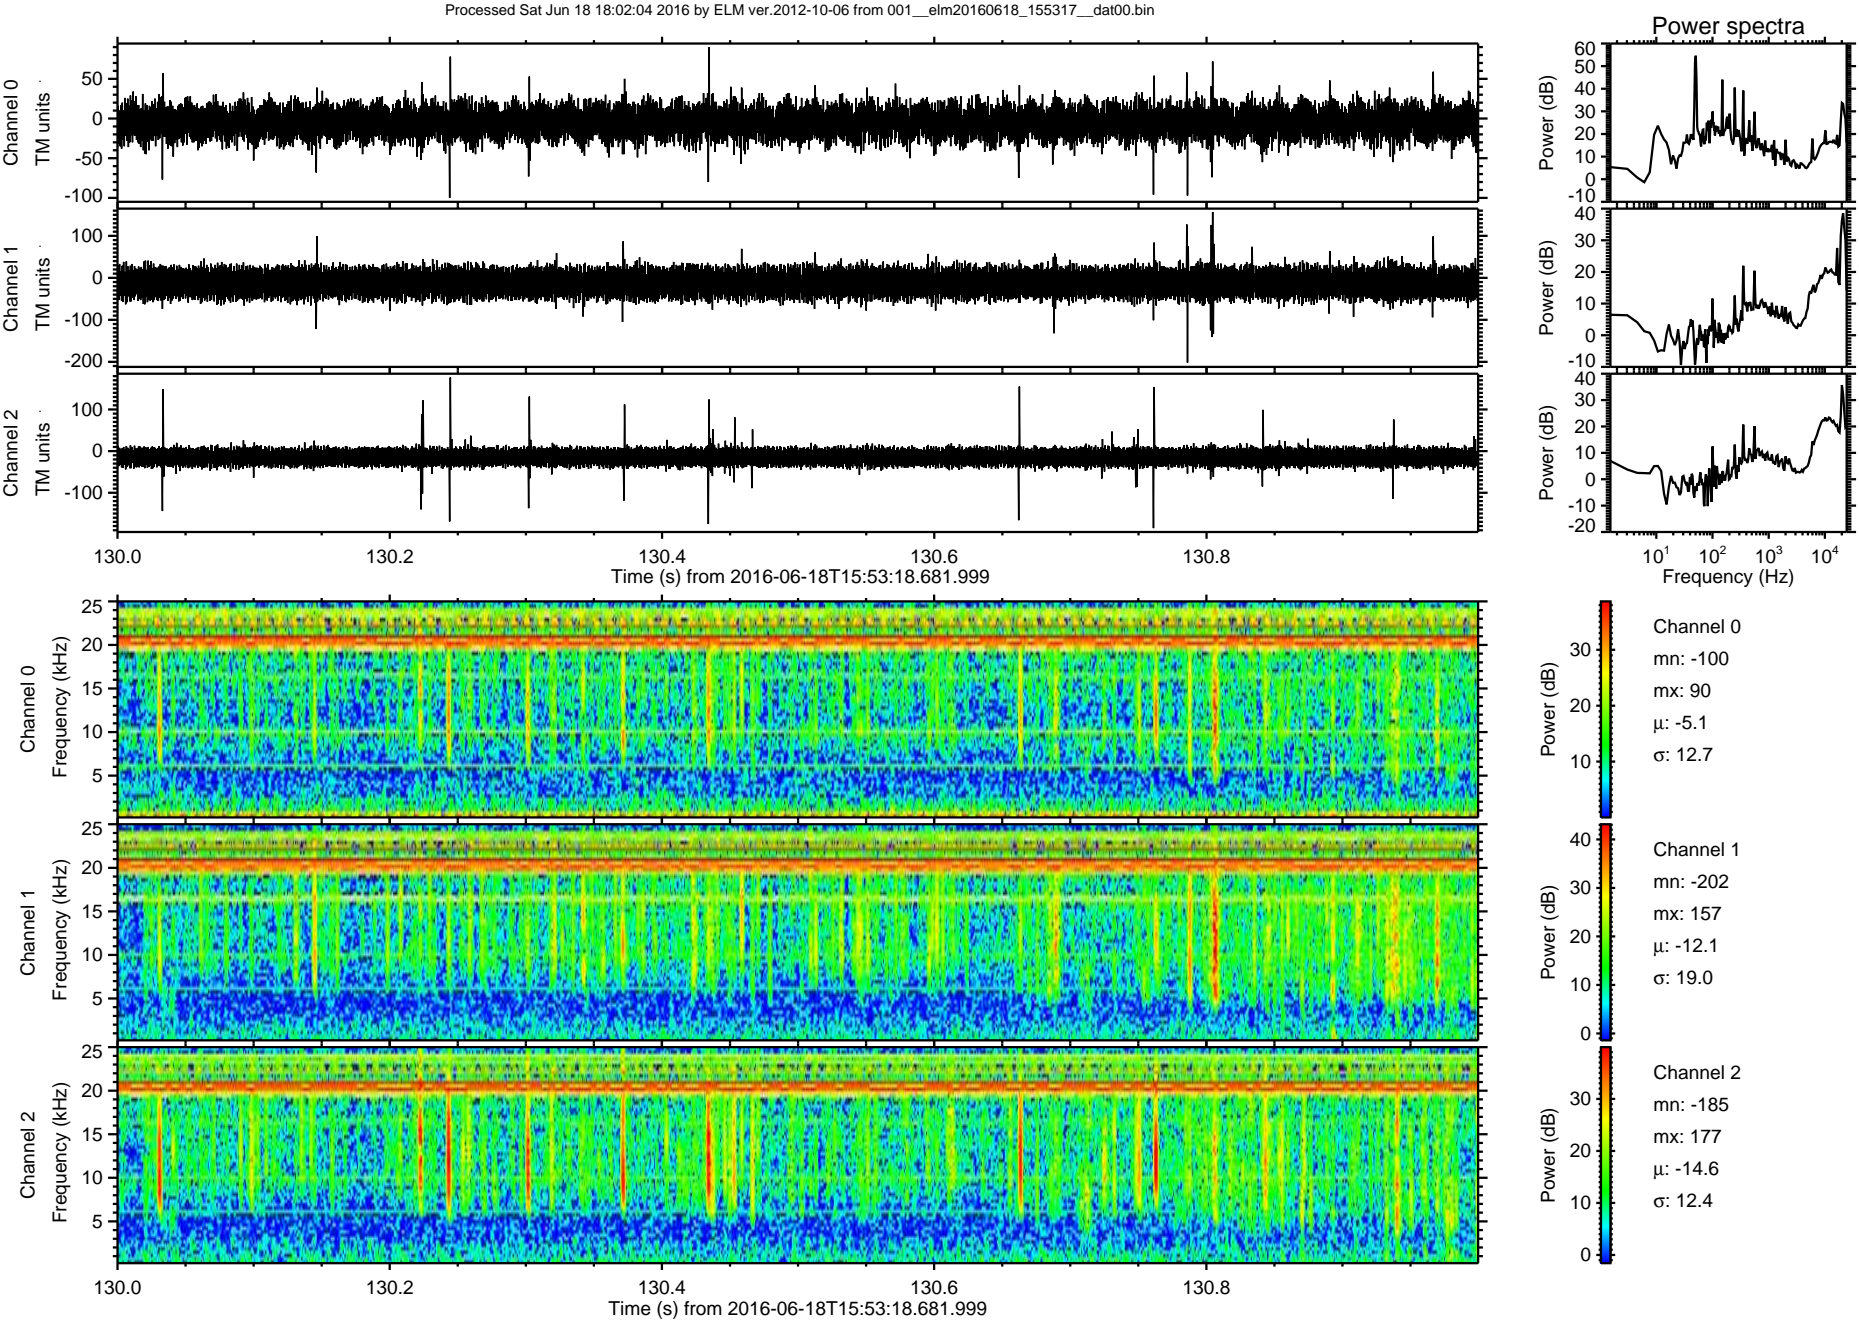 Processed Sat Jun 18 18:02:04 2016 by ELM ver.2012-10-06 from 001__elm20160618_155317__dat00.bin
Power spectra
Channel 0
TM units
50
0
-50
-100
Power (dB)
60
50
40
30
20
10
0
-10
Channel 1
TM units
100
0
-100
-200
Power (dB)
40
30
20
10
0
-10
Channel 2
TM units
100
0
-100
Power (dB)
40
30
20
10
0
-10
-20
130.0 130.2 130.4 130.6 130.8
Time (s) from 2016-06-18T15:53:18.681.999
10¹ 10² 10³ 10⁴
Frequency (Hz)
Channel 0
Frequency (kHz)
25
20
15
10
5
Power (dB)
30
20
10
Channel 0
mn: -100
mx: 90
μ: -5.1
σ: 12.7
Channel 1
Frequency (kHz)
25
20
15
10
5
Power (dB)
40
30
20
10
0
Channel 1
mn: -202
mx: 157
μ: -12.1
σ: 19.0
Channel 2
Frequency (kHz)
25
20
15
10
5
Power (dB)
30
20
10
0
Channel 2
mn: -185
mx: 177
μ: -14.6
σ: 12.4
130.0 130.2 130.4 130.6 130.8
Time (s) from 2016-06-18T15:53:18.681.999